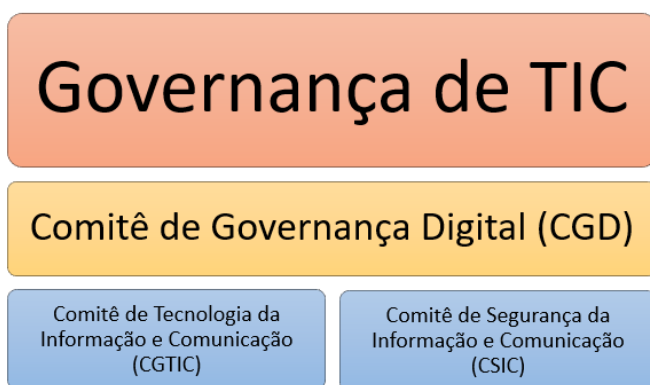 Governança de TIC
Comitê de Governança Digital (CGD)
Comitê de Tecnologia da
Informação e Comunicação
(CGTIC)
Comitê de Segurança da
Informação e Comunicação
(CSIC)